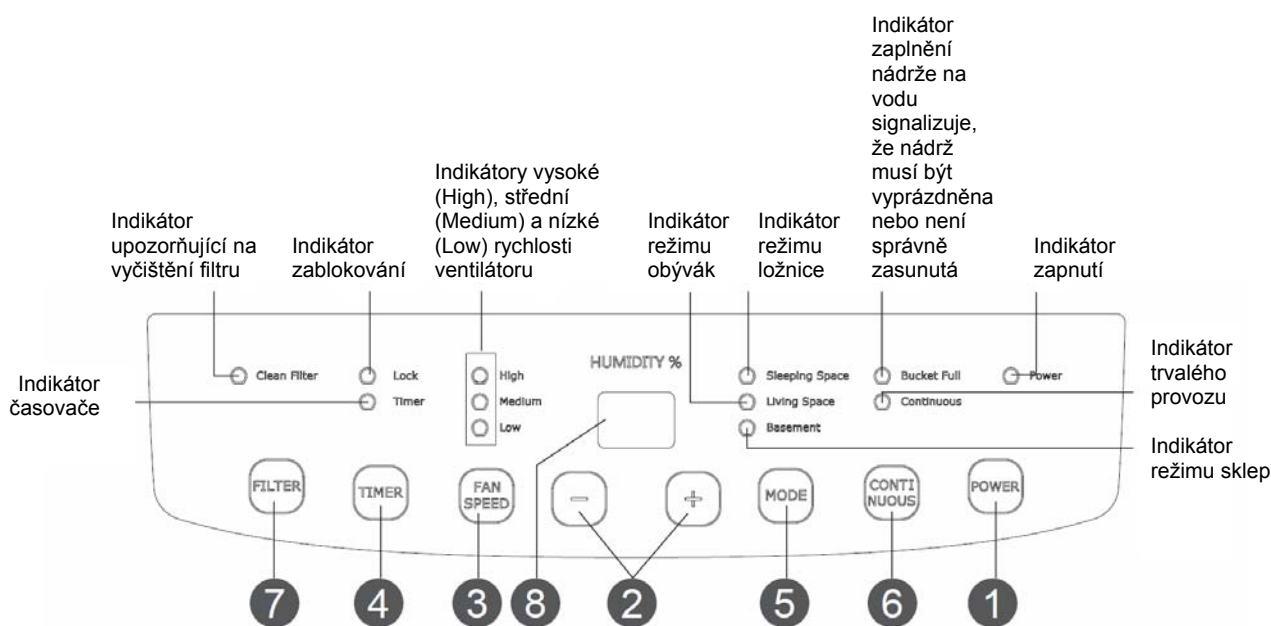 Indikátor
zaplnění
nádrže na
vodu
signalizuje,
že nádrž
musí být
vyprázdněna
nebo není
správně
zasunutá
Indikátory vysoké
(High), střední
(Medium) a nízké
(Low) rychlosti
ventilátoru
Indikátor
upozorňující na
vyčištění filtru
Indikátor
zablokování
Indikátor
režimu
obývák
Indikátor
režimu
ložnice
Indikátor
zapnutí
Indikátor
časovače
Clean Filter
Lock
Timer
High
Medium
Low
HUMIDITY %
Sleeping Space
Living Space
Basement
Bucket Full
Continuous
Power
Indikátor
trvalého
provozu
Indikátor
režimu sklep
FILTER
TIMER
FAN
SPEED
−
+
MODE
CONTI
NUOUS
POWER
7
4
3
8
2
5
6
1